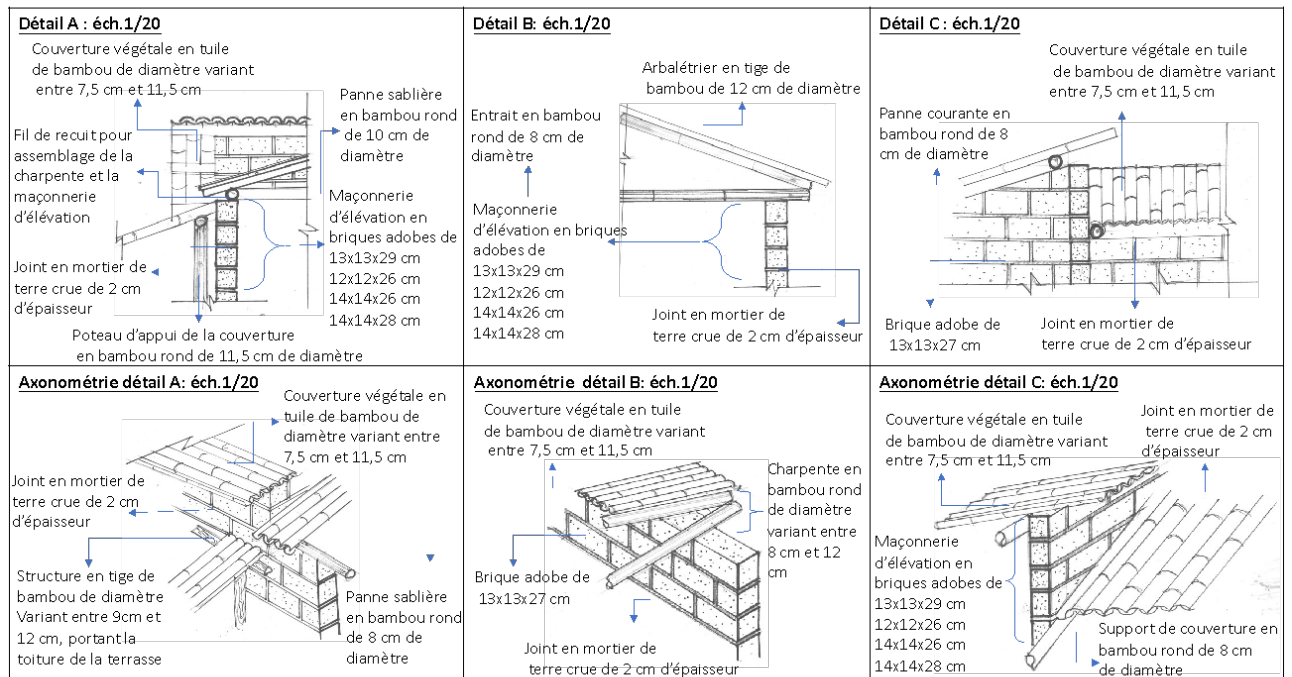 Détail A : éch.1/20
Couverture végétale en tuile
de bambou de diamètre variant
entre 7,5 cm et 11,5 cm
Fil de recuit pour
assemblage de la
charpente et la
maçonnerie
d’élévation
Panne sablière
en bambou rond
de 10 cm de
diamètre
Maçonnerie
d’élévation en
briques adobes de
13x13x29 cm
12x12x26 cm
14x14x26 cm
14x14x28 cm
Joint en mortier de
terre crue de 2 cm
d’épaisseur
Poteau d’appui de la couverture
en bambou rond de 11,5 cm de diamètre
Détail B: éch.1/20
Arbalétrier en tige de
bambou de 12 cm de diamètre
Entrait en bambou
rond de 8 cm de
diamètre
Maçonnerie
d’élévation en briques
adobes de
13x13x29 cm
12x12x26 cm
14x14x26 cm
14x14x28 cm
Joint en mortier de
terre crue de 2 cm d’épaisseur
Détail C : éch.1/20
Couverture végétale en tuile
de bambou de diamètre variant
entre 7,5 cm et 11,5 cm
Panne courante en
bambou rond de 8
cm de diamètre
Brique adobe de
13x13x27 cm
Joint en mortier de
terre crue de 2 cm d’épaisseur
Axonométrie détail A: éch.1/20
Couverture végétale en
tuile de bambou de
diamètre variant entre
7,5 cm et 11,5 cm
Joint en mortier de
terre crue de 2 cm
d’épaisseur
Structure en tige de
bambou de diamètre
Variant entre 9cm et
12 cm, portant la
toiture de la terrasse
Panne sablière
en bambou rond
de 8 cm de
diamètre
Axonométrie détail B: éch.1/20
Couverture végétale en tuile
de bambou de diamètre variant
entre 7,5 cm et 11,5 cm
Charpente en
bambou rond
de diamètre
variant entre
8 cm et 12
cm
Brique adobe de
13x13x27 cm
Joint en mortier de
terre crue de 2 cm d’épaisseur
Axonométrie détail C: éch.1/20
Couverture végétale en tuile
de bambou de diamètre variant
entre 7,5 cm et 11,5 cm
Joint en mortier de
terre crue de 2 cm
d’épaisseur
Maçonnerie
d’élévation en
briques adobes de
13x13x29 cm
12x12x26 cm
14x14x26 cm
14x14x28 cm
Support de couverture en
bambou rond de 8 cm
de diamètre